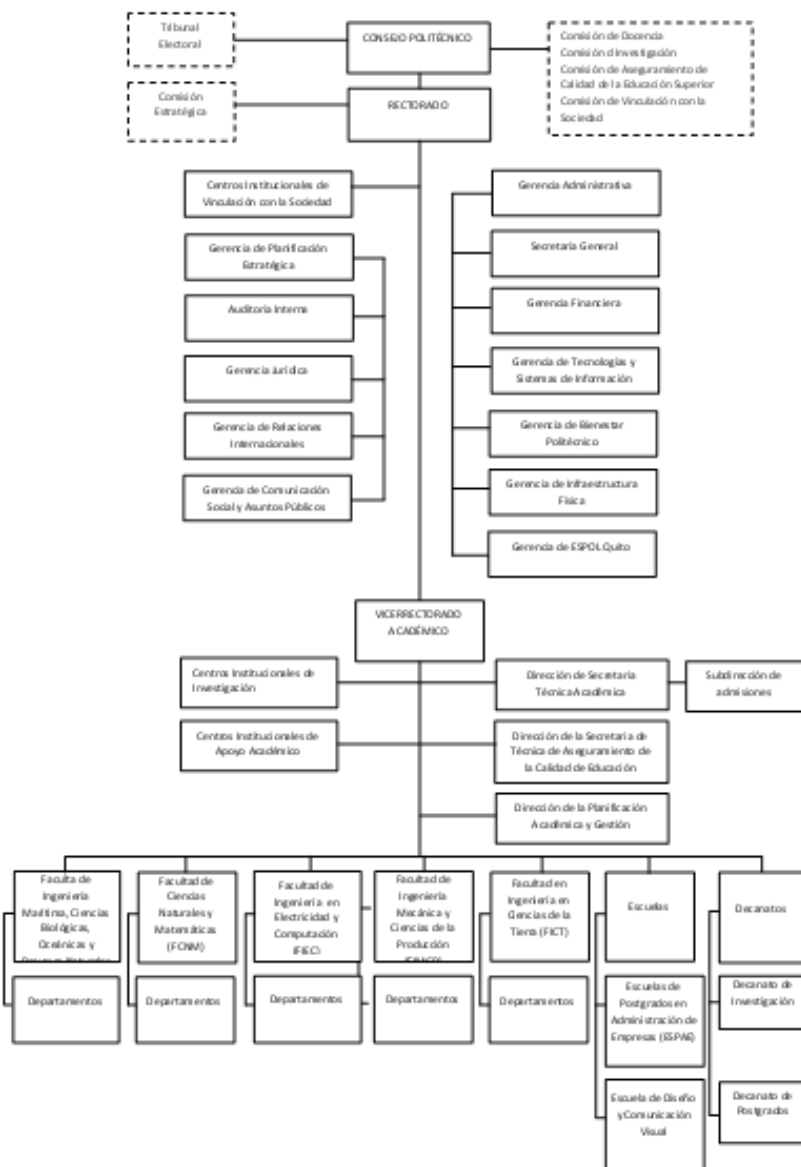 Tribunal
Electoral
CONSEJO POLITÉCNICO
Comisión de Docencia
Comisión d Investigación
Comisión de Aseguramiento de
Calidad de la Educación Superior
Comisión de Vinculación con la
Sociedad
Comisión
Estratégica
RECTORADO
Centros Institucionales de
Vinculación con la Sociedad
Gerencia Administrativa
Gerencia de Planificación
Estratégica
Secretaría General
Auditoría Interna
Gerencia Financiera
Gerencia Jurídica
Gerencia de Tecnologías y
Sistemas de Información
Gerencia de Relaciones
Internacionales
Gerencia de Bienestar
Politécnico
Gerencia de Comunicación
Social y Asuntos Públicos
Gerencia de Infraestructura
Física
Gerencia de ESPOL Quito
VICERRECTORADO
ACADÉMICO
Centros Institucionales de
Investigación
Dirección de Secretaria
Técnica Académica
Subdirección de
admisiones
Centros Institucionales de
Apoyo Académico
Dirección de la Secretaria de
Técnica de Aseguramiento de
la Calidad de Educación
Dirección de la Planificación
Académica y Gestión
Faculta de
Ingeniería
Marítima, Ciencias
Biológicas,
Oceánicas y
Facultad de
Ciencias
Naturales y
Matemáticas
(FCNM)
Facultad de
Ingeniería en
Electricidad y
Computación
(FIEC)
Facultad de
Ingeniería
Mecánica y
Ciencias de la
Producción
Facultad en
Ingeniería en
Ciencias de la
Tierra (FICT)
Escuelas
Decanatos
Departamentos
Departamentos
Departamentos
Departamentos
Departamentos
Escuelas de
Postgrados en
Administración de
Empresas (ESPAE)
Decanato de
Investigación
Escuela de Diseño
y Comunicación
Visual
Decanato de
Postgrados